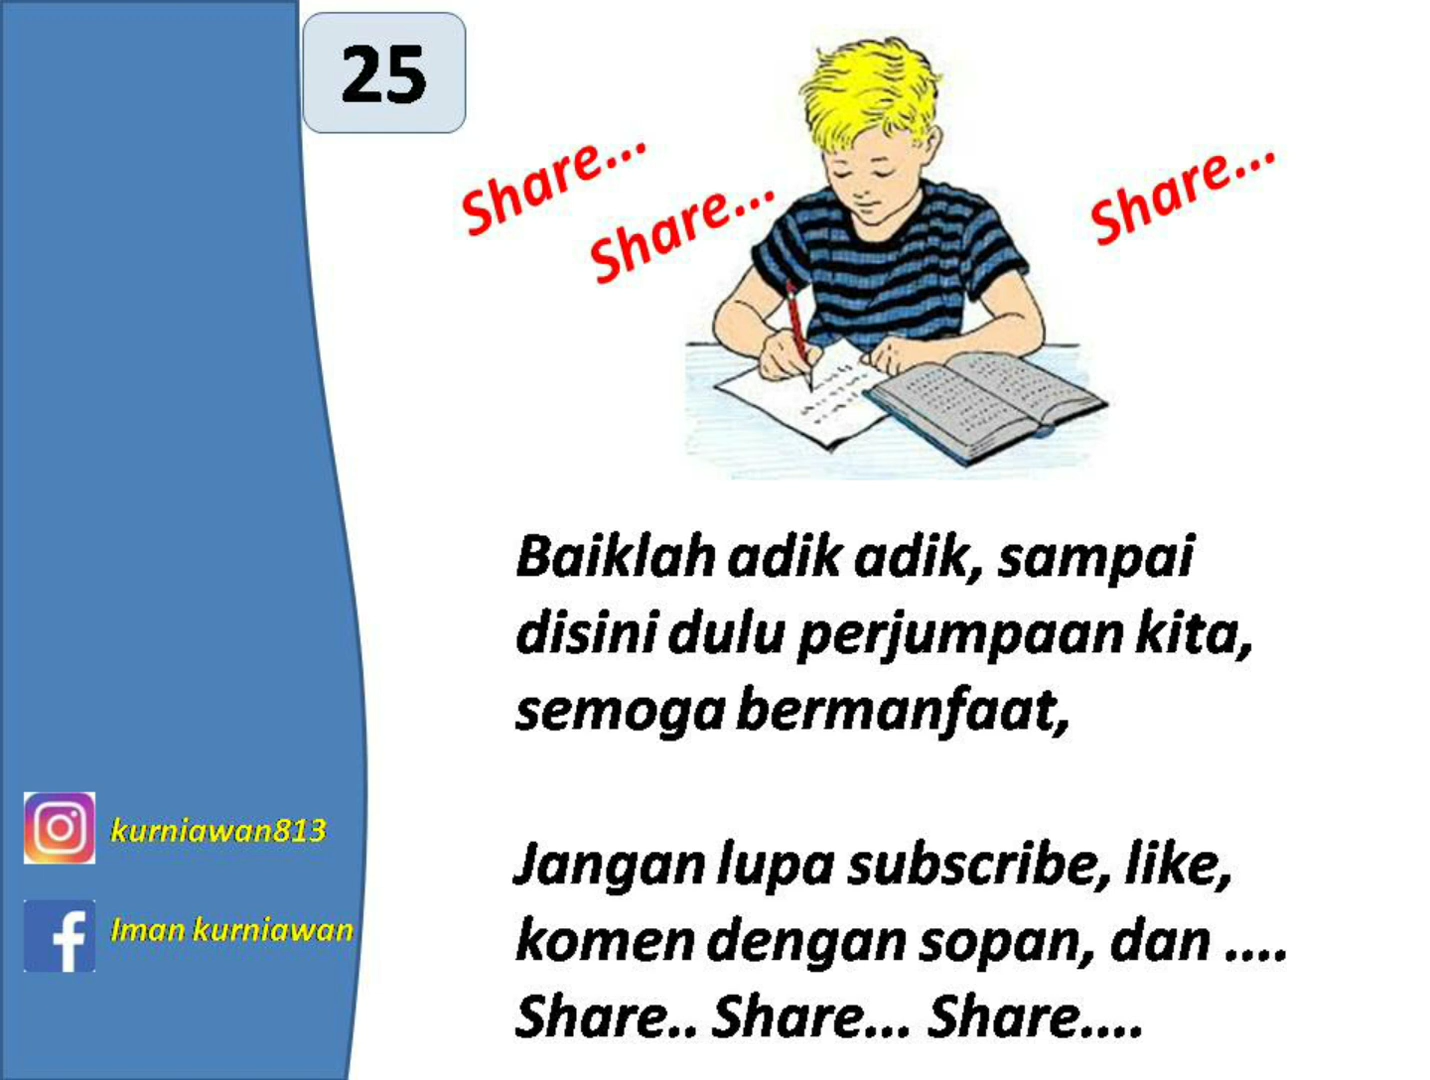 25
Share...
Share...
Share...
Baiklah adik adik, sampai
disini dulu perjumpaan kita,
semoga bermanfaat,
Jangan lupa subscribe, like,
komen dengan sopan, dan ....
Share.. Share... Share....
kurniawan813
Iman kurniawan